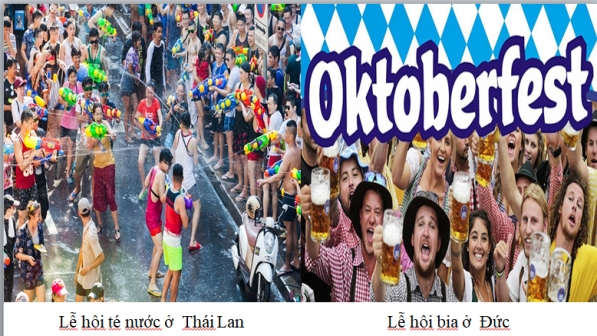 Oktoberfest
Lễ hội té nước ở Thái Lan
Lễ hội bia ở Đức